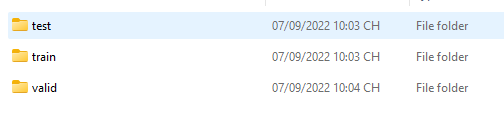 test 07/09/2022 10:03 CH File folder
train 07/09/2022 10:03 CH File folder
valid 07/09/2022 10:04 CH File folder